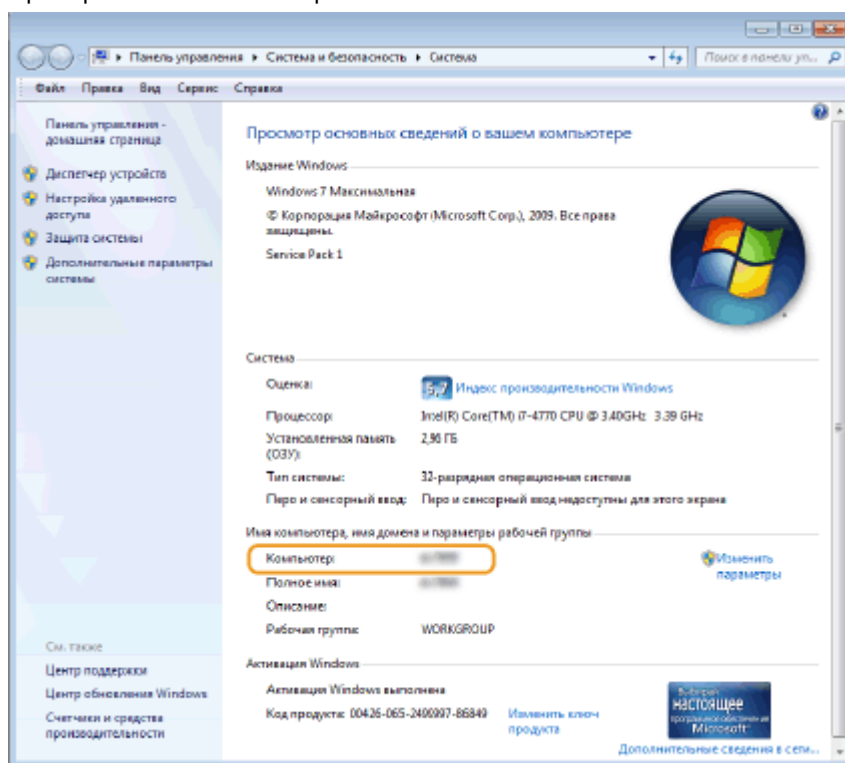 Панель управления ▸ Система и безопасность ▸ Система
Поиск в панели уп...
Файл Правка Вид Сервис Справка
Панель управления - домашняя страница
Диспетчер устройств
Настройка удаленного доступа
Защита системы
Дополнительные параметры системы
Просмотр основных сведений о вашем компьютере
Издание Windows
Windows 7 Максимальная
© Корпорация Майкрософт (Microsoft Corp.), 2009. Все права защищены.
Service Pack 1
Система
Оценка: 5,7 Индекс производительности Windows
Процессор: Intel(R) Core(TM) i7-4770 CPU @ 3.40GHz 3.39 GHz
Установленная память (ОЗУ): 2,96 ГБ
Тип системы: 32-разрядная операционная система
Перо и сенсорный ввод: Перо и сенсорный ввод недоступны для этого экрана
Имя компьютера, имя домена и параметры рабочей группы
Компьютер:
Изменить параметры
Полное имя:
Описание:
Рабочая группа: WORKGROUP
Активация Windows
Активация Windows выполнена
Код продукта: 00426-065-2490997-86849 Изменить ключ продукта
Выбирай
настоящее
программное обеспечение
Microsoft
Дополнительные сведения в сети...
См. также
Центр поддержки
Центр обновления Windows
Счетчики и средства производительности